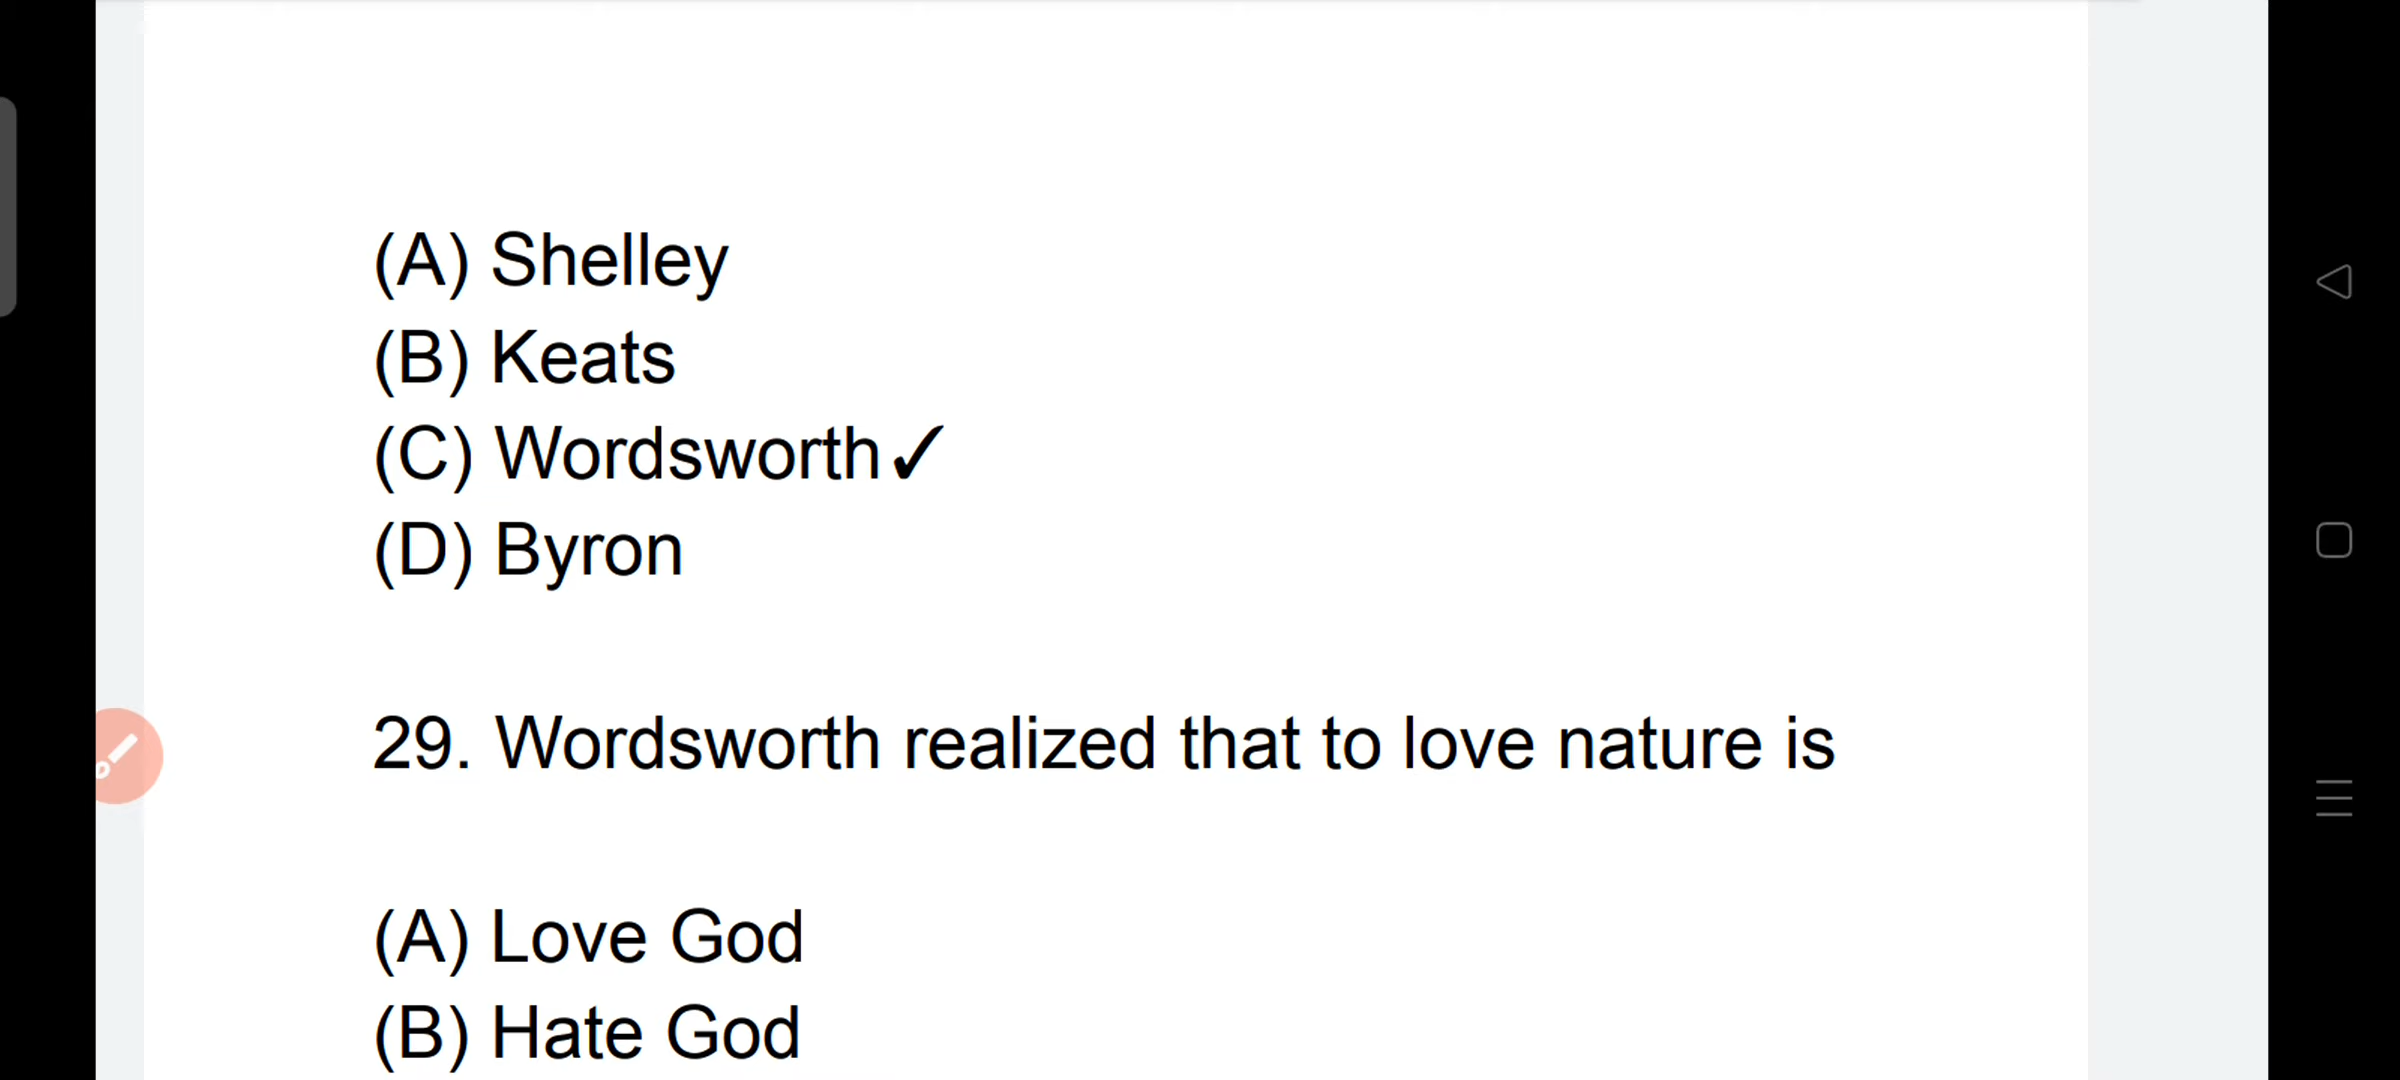 (A) Shelley
(B) Keats
(C) Wordsworth✓
(D) Byron
29. Wordsworth realized that to love nature is
(A) Love God
(B) Hate God